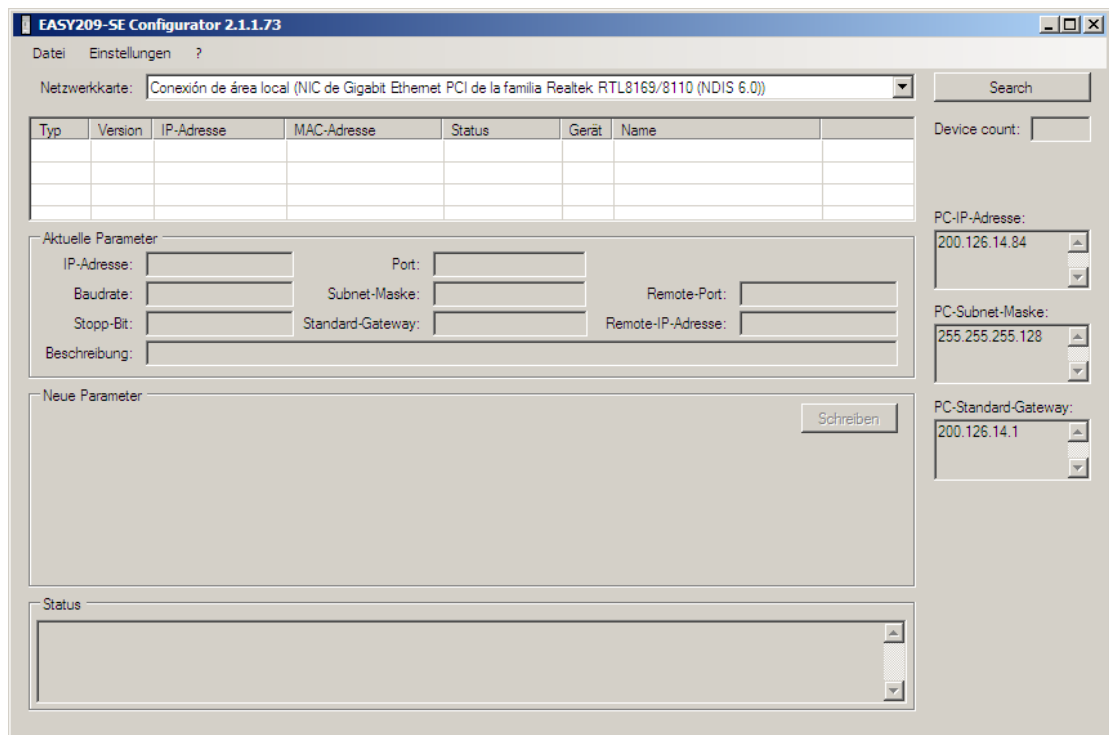 EASY209-SE Configurator 2.1.1.73
Datei Einstellungen ?
Netzwerkkarte: Conexión de área local (NIC de Gigabit Ethernet PCI de la familia Realtek RTL8169/8110 (NDIS 6.0)) Search
Typ Version IP-Adresse MAC-Adresse Status Gerät Name
Device count:
PC-IP-Adresse:
200.126.14.84
Aktuelle Parameter
IP-Adresse: Port:
Baudrate: Subnet-Maske: Remote-Port:
Stopp-Bit: Standard-Gateway: Remote-IP-Adresse:
Beschreibung:
PC-Subnet-Maske:
255.255.255.128
Neue Parameter
Schreiben
PC-Standard-Gateway:
200.126.14.1
Status